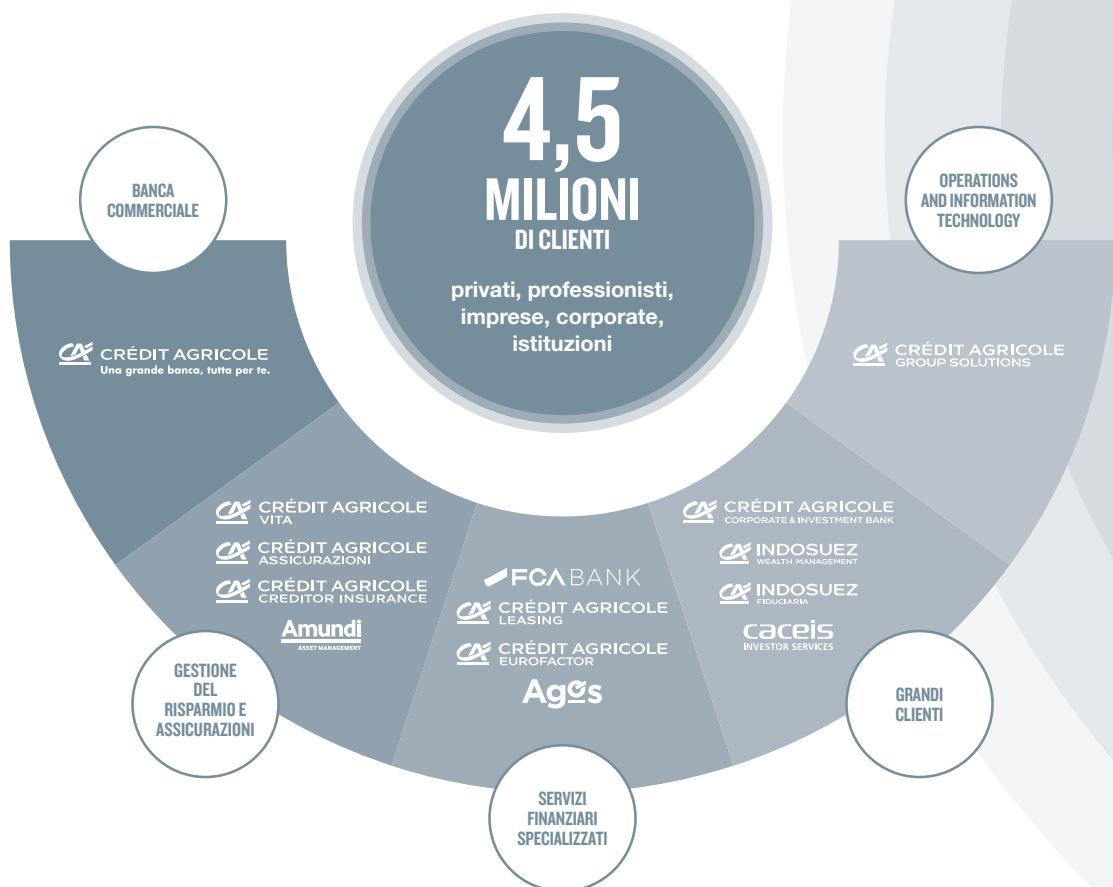 4,5
MILIONI
DI CLIENTI
privati, professionisti,
imprese, corporate,
istituzioni
BANCA
COMMERCIALE
CRÉDIT AGRICOLE
Una grande banca, tutta per te.
GESTIONE
DEL
RISPARMIO E
ASSICURAZIONI
CRÉDIT AGRICOLE
VITA
CRÉDIT AGRICOLE
ASSICURAZIONI
CRÉDIT AGRICOLE
CREDITOR INSURANCE
Amundi
ASSET MANAGEMENT
SERVIZI
FINANZIARI
SPECIALIZZATI
FCA BANK
CRÉDIT AGRICOLE
LEASING
CRÉDIT AGRICOLE
EUROFACTOR
Agos
GRANDI
CLIENTI
CRÉDIT AGRICOLE
CORPORATE & INVESTMENT BANK
INDOSUEZ
WEALTH MANAGEMENT
INDOSUEZ
FIDUCIARIA
caceis
INVESTOR SERVICES
OPERATIONS
AND INFORMATION
TECHNOLOGY
CRÉDIT AGRICOLE
GROUP SOLUTIONS